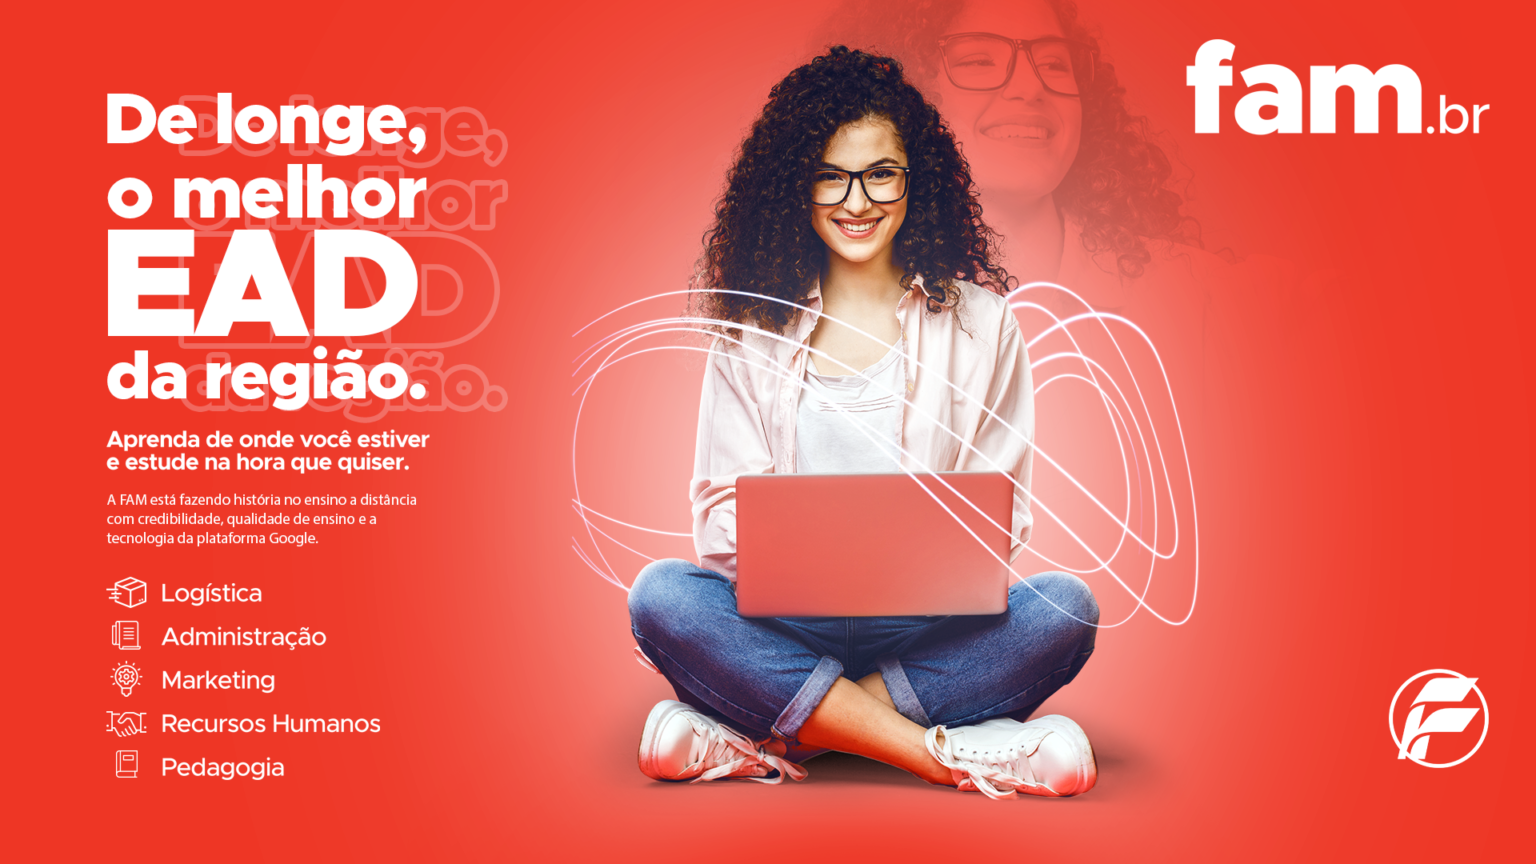 De longe,
o melhor
EAD
da região.
Aprenda de onde você estiver
e estude na hora que quiser.
A FAM está fazendo história no ensino a distância
com credibilidade, qualidade de ensino e a
tecnologia da plataforma Google.
Logística
Administração
Marketing
Recursos Humanos
Pedagogia
fam.br